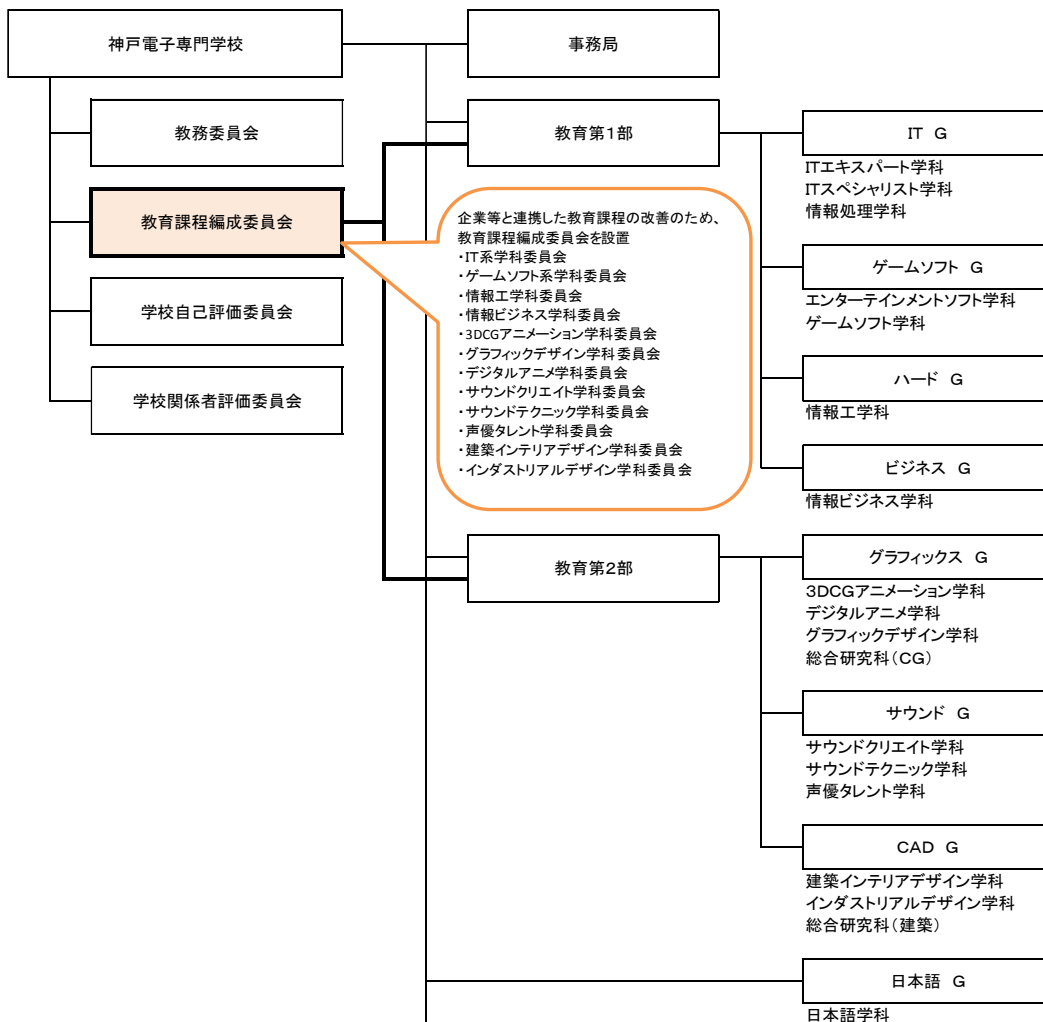 神戸電子専門学校
事務局
教務委員会
教育課程編成委員会
学校自己評価委員会
学校関係者評価委員会
教育第1部
企業等と連携した教育課程の改善のため、
教育課程編成委員会を設置
・IT系学科委員会
・ゲームソフト系学科委員会
・情報工学科委員会
・情報ビジネス学科委員会
・3DCGアニメーション学科委員会
・グラフィックデザイン学科委員会
・デジタルアニメ学科委員会
・サウンドクリエイト学科委員会
・サウンドテクニック学科委員会
・声優タレント学科委員会
・建築インテリアデザイン学科委員会
・インダストリアルデザイン学科委員会
IT G
ITエキスパート学科
ITスペシャリスト学科
情報処理学科
ゲームソフト G
エンターテインメントソフト学科
ゲームソフト学科
ハード G
情報工学科
ビジネス G
情報ビジネス学科
教育第2部
グラフィックス G
3DCGアニメーション学科
デジタルアニメ学科
グラフィックデザイン学科
総合研究科(CG)
サウンド G
サウンドクリエイト学科
サウンドテクニック学科
声優タレント学科
CAD G
建築インテリアデザイン学科
インダストリアルデザイン学科
総合研究科(建築)
日本語 G
日本語学科